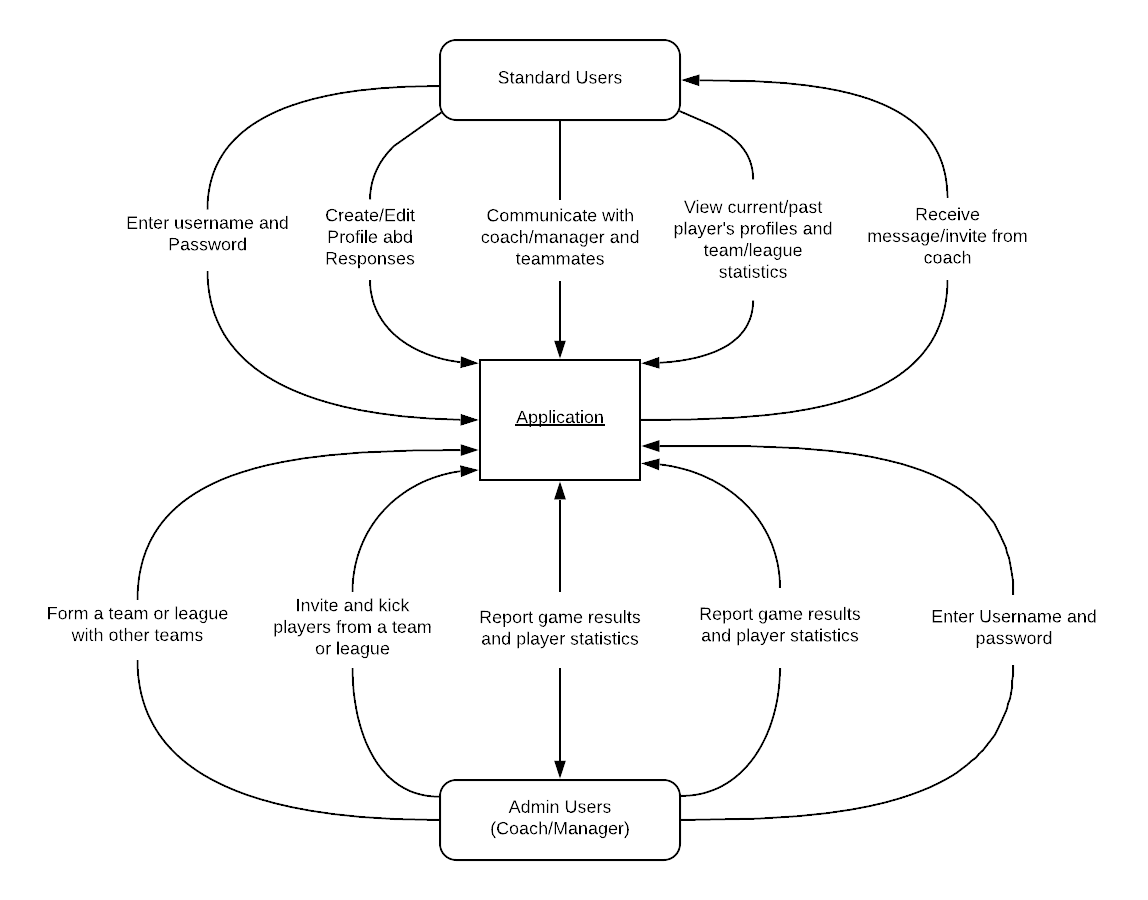 Standard Users
Enter username and
Password
Create/Edit
Profile abd
Responses
Communicate with
coach/manager and
teammates
View current/past
player's profiles and
team/league
statistics
Receive
message/invite from
coach
Application
Form a team or league
with other teams
Invite and kick
players from a team
or league
Report game results
and player statistics
Report game results
and player statistics
Enter Username and
password
Admin Users
(Coach/Manager)